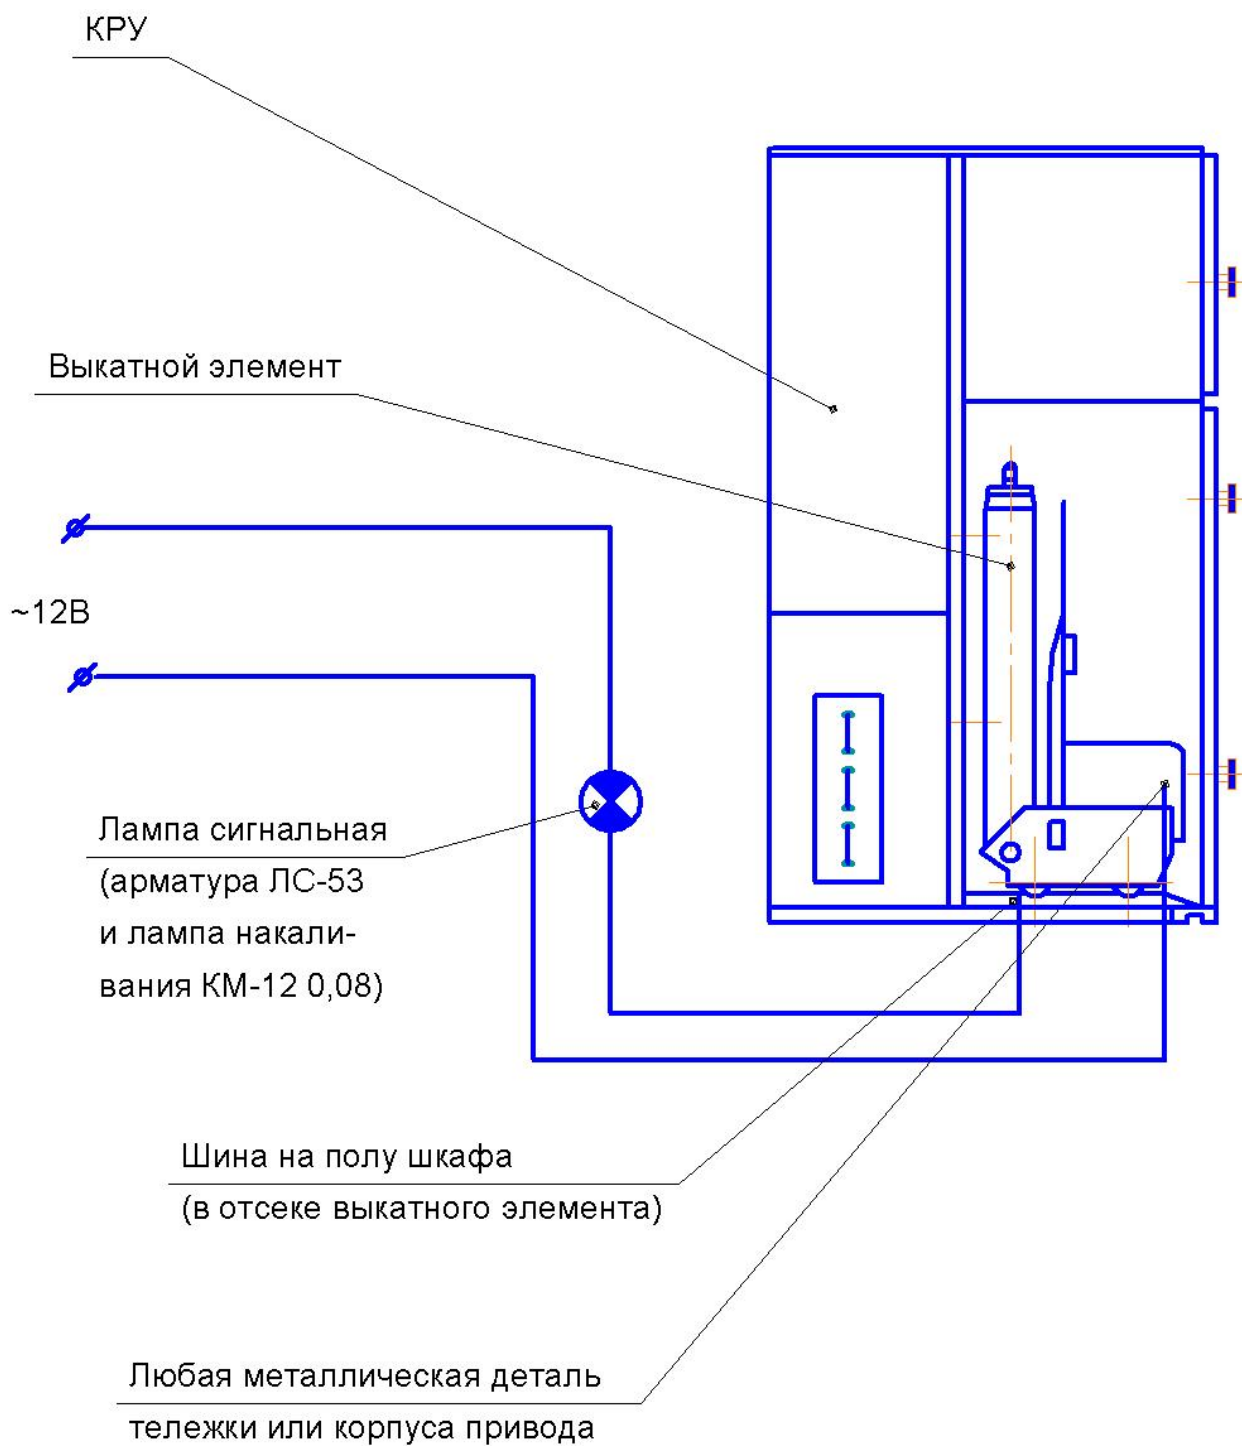 КРУ
Выкатной элемент
~12В
Лампа сигнальная
(арматура ЛС-53
и лампа накали-
вания КМ-12 0,08)
Шина на полу шкафа
(в отсеке выкатного элемента)
Любая металлическая деталь
тележки или корпуса привода